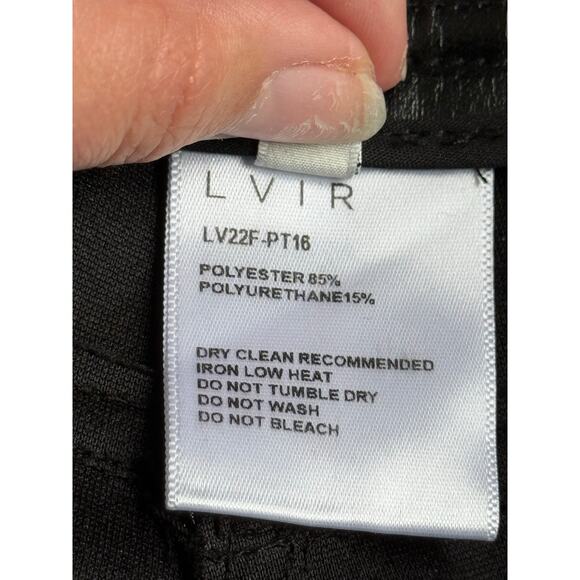 LVIR
LV22F-PT16
POLYESTER 85%
POLYURETHANE15%
DRY CLEAN RECOMMENDED
IRON LOW HEAT
DO NOT TUMBLE DRY
DO NOT WASH
DO NOT BLEACH